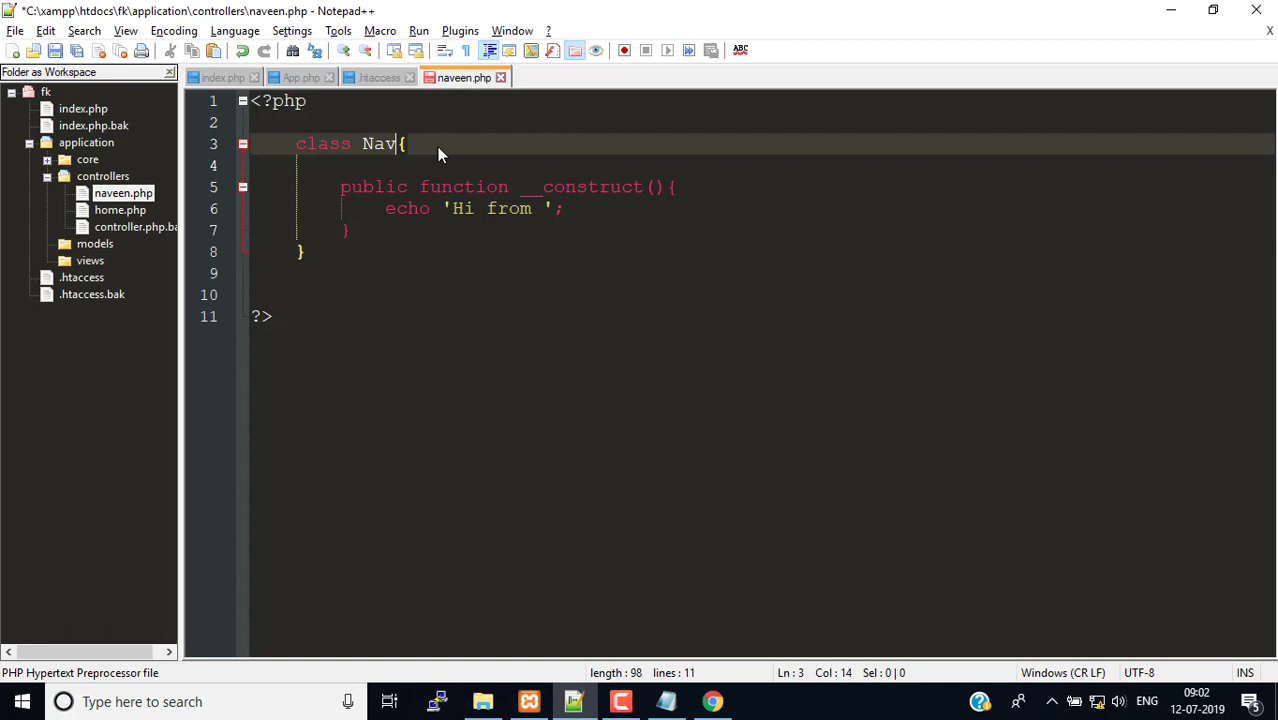 *C:\xampp\htdocs\fk\application\controllers\naveen.php - Notepad++
File Edit Search View Encoding Language Settings Tools Macro Run Plugins Window ?
X
ABC
Folder as Workspace
index.php App.php .htaccess naveen.php
fk
index.php
index.php.bak
application
core
controllers
naveen.php
home.php
controller.php.ba
models
views
.htaccess
.htaccess.bak
1 <?php
2
3 class Nav{
4
5 public function __construct(){
6 echo 'Hi from ';
7 }
8 }
9
10
11 ?>
PHP Hypertext Preprocessor file length : 98 lines : 11 Ln : 3 Col : 14 Sel : 0 | 0 Windows (CR LF) UTF-8 INS
Type here to search
ENG
09:02
12-07-2019
5